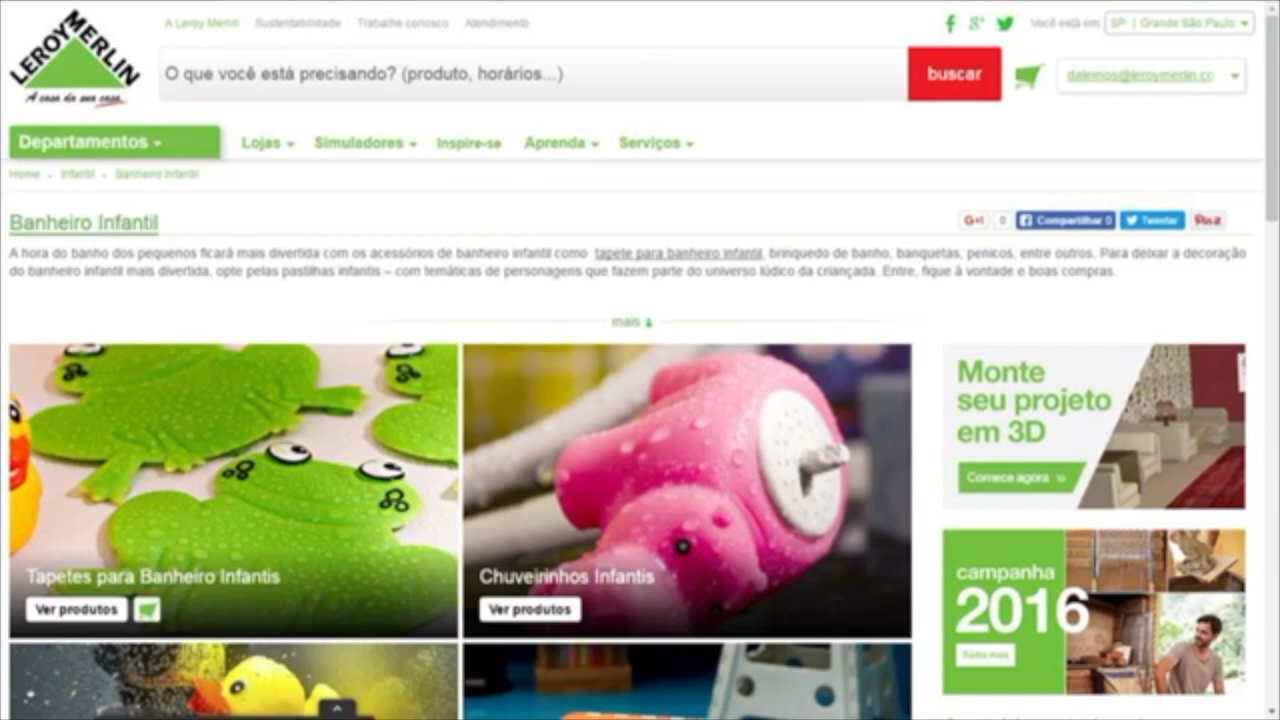 LEROY MERLIN
A casa da sua casa
A Leroy Merlin Sustentabilidade Trabalhe conosco Atendimento
Você está em: SP | Grande São Paulo
O que você está precisando? (produto, horários...)
buscar
Departamentos
Lojas Simuladores Inspire-se Aprenda Serviços
Home Infantil Banheiro Infantil
Banheiro Infantil
G+1 0 Compartilhar 0 Tweetar Pin it
A hora do banho dos pequenos ficará mais divertida com os acessórios de banheiro infantil como tapete para banheiro infantil, brinquedo de banho, banquetas, penicos, entre outros. Para deixar a decoração
do banheiro infantil mais divertida, opte pelas pastilhas infantis – com temáticas de personagens que fazem parte do universo lúdico da criançada. Entre, fique à vontade e boas compras.
mais
Tapetes para Banheiro Infantis
Ver produtos
Chuveirinhos Infantis
Ver produtos
Monte
seu projeto
em 3D
Comece agora »
campanha
2016
Saiba mais